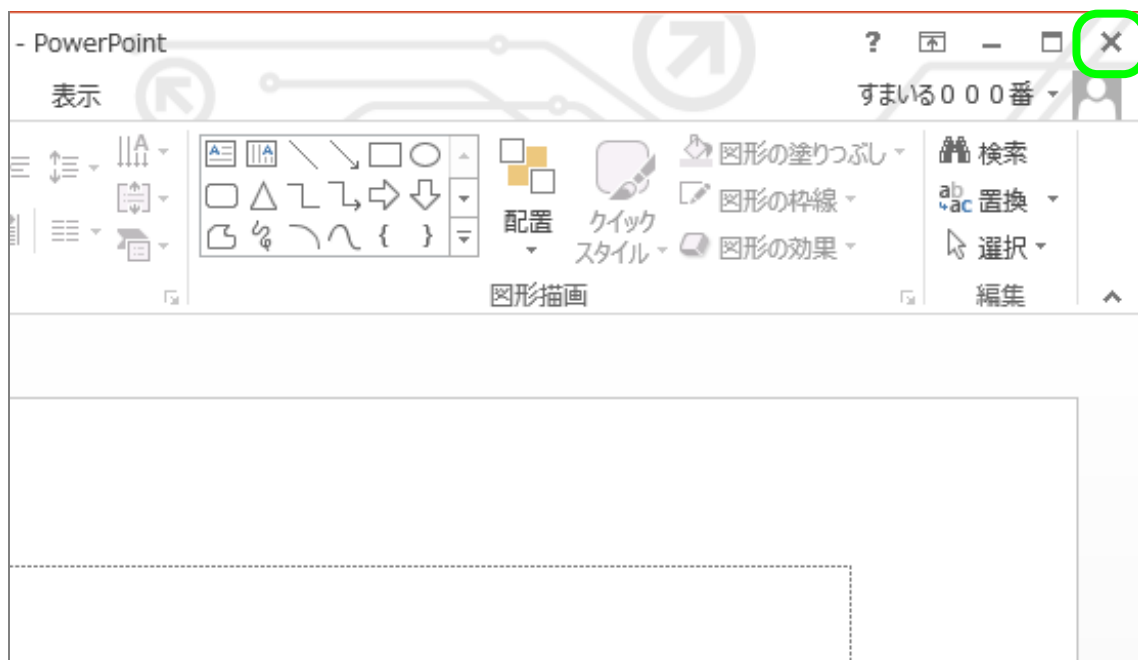 - PowerPoint
表示
すまいる０００番
図形の塗りつぶし
検索
図形の枠線
置換
配置
クイック
スタイル
図形の効果
選択
図形描画
編集